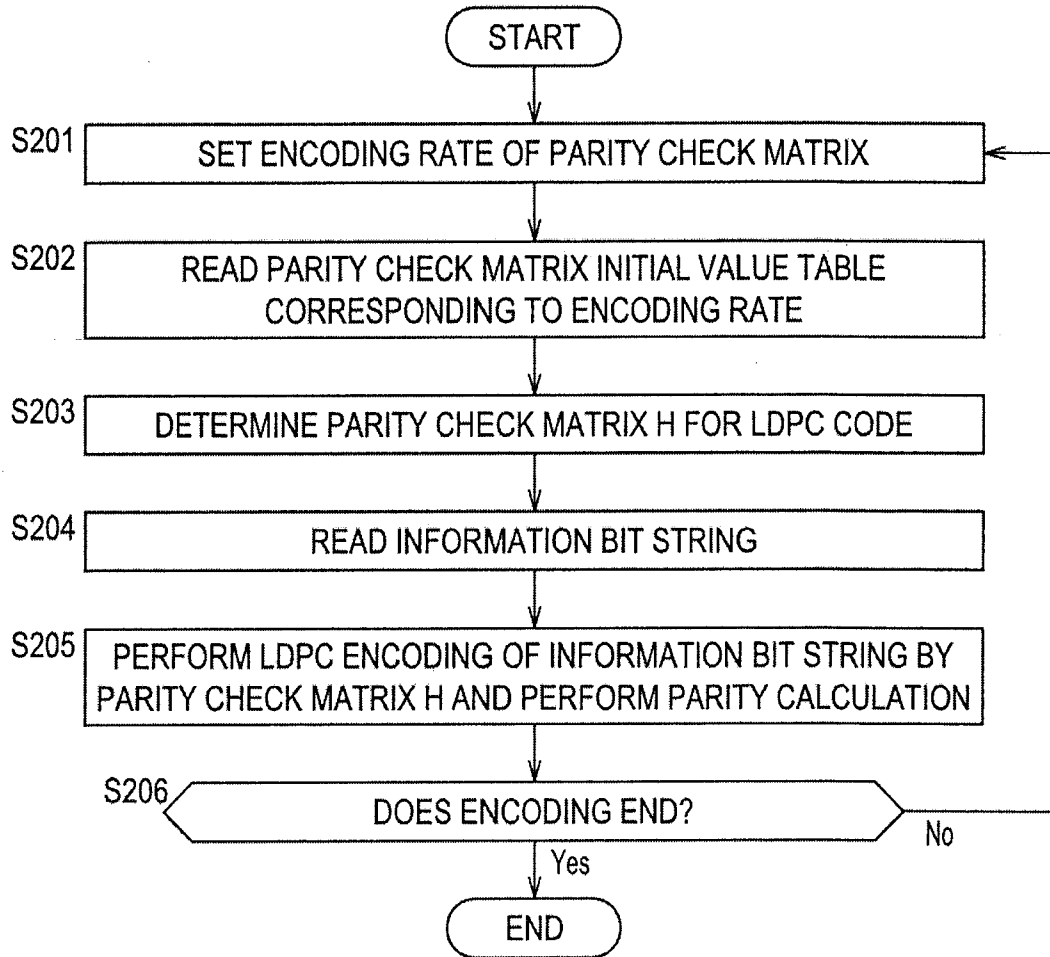 START
S201
SET ENCODING RATE OF PARITY CHECK MATRIX
S202
READ PARITY CHECK MATRIX INITIAL VALUE TABLE
CORRESPONDING TO ENCODING RATE
S203
DETERMINE PARITY CHECK MATRIX H FOR LDPC CODE
S204
READ INFORMATION BIT STRING
S205
PERFORM LDPC ENCODING OF INFORMATION BIT STRING BY
PARITY CHECK MATRIX H AND PERFORM PARITY CALCULATION
S206
DOES ENCODING END?
No
Yes
END